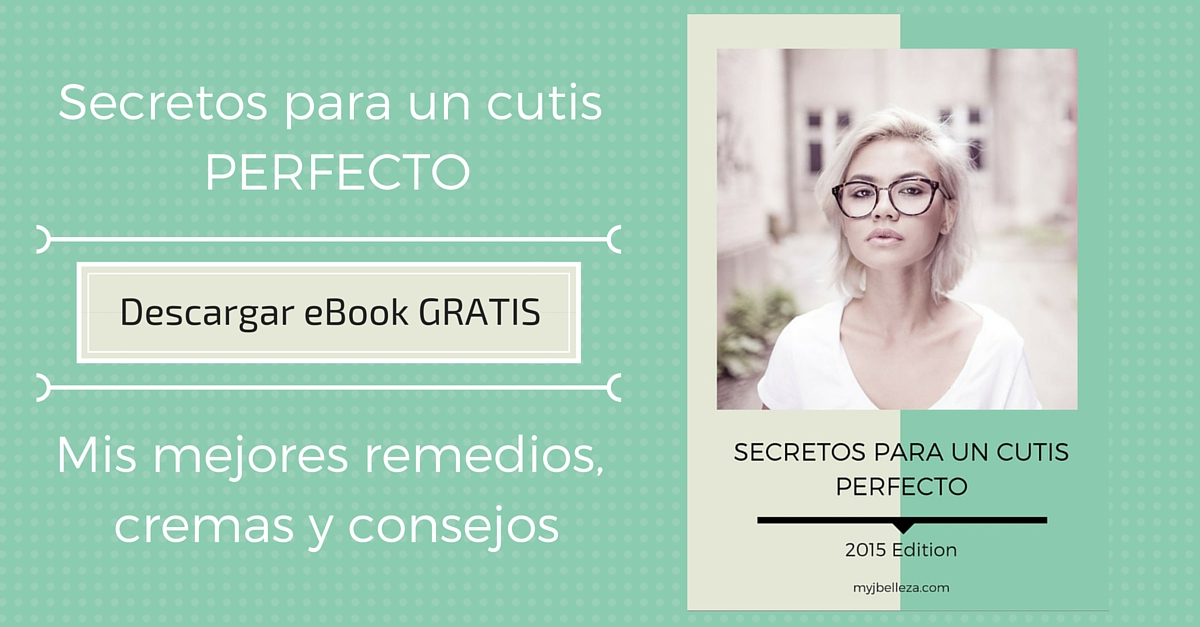 Secretos para un cutis
PERFECTO
Descargar eBook GRATIS
Mis mejores remedios,
cremas y consejos
SECRETOS PARA UN CUTIS
PERFECTO
2015 Edition
myjbelleza.com